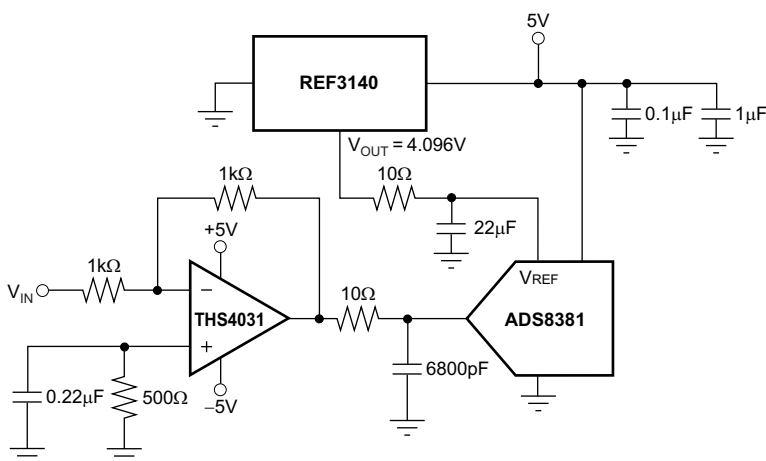 5V
REF3140
0.1µF
1µF
V_OUT = 4.096V
1kΩ
10Ω
22µF
+5V
1kΩ
V_IN
–
THS4031
+
10Ω
V_REF
ADS8381
6800pF
0.22µF
500Ω
–5V